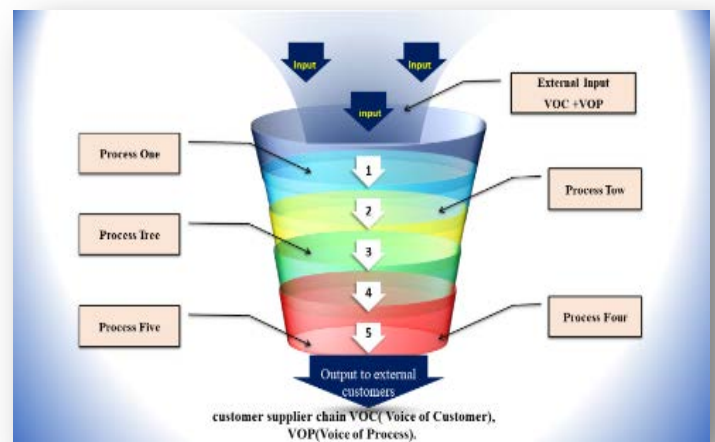 Input
Input
External Input
VOC +VOP
input
Process One
1
Process Tow
2
Process Tree
3
4
Process Five
Process Four
5
Output to external
customers
customer supplier chain VOC( Voice of Customer),
VOP(Voice of Process).